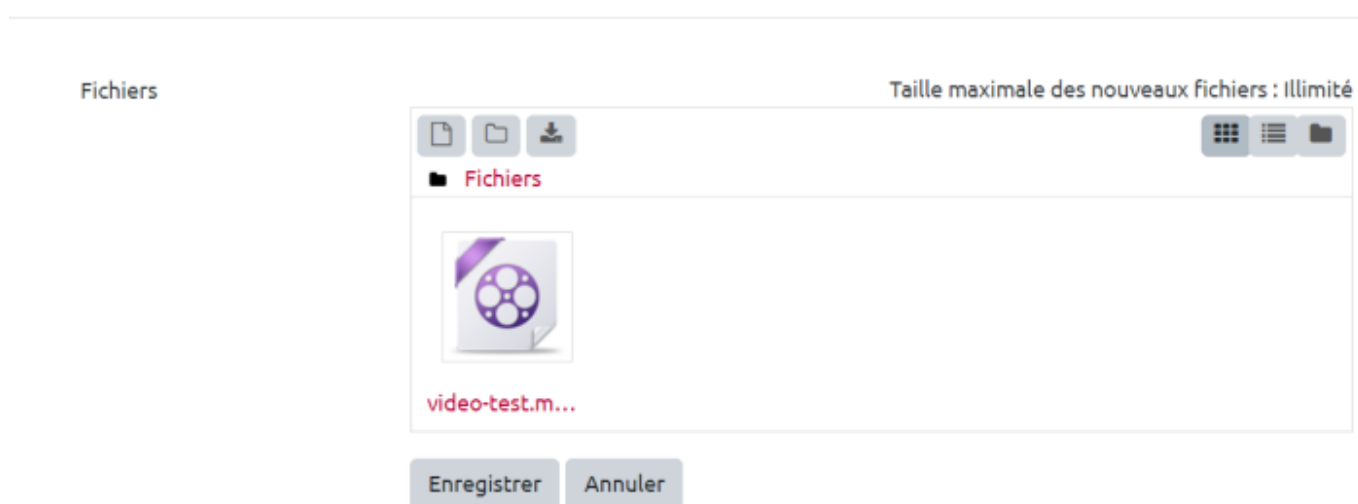 Fichiers
Taille maximale des nouveaux fichiers : Illimité
Fichiers
video-test.m...
Enregistrer
Annuler